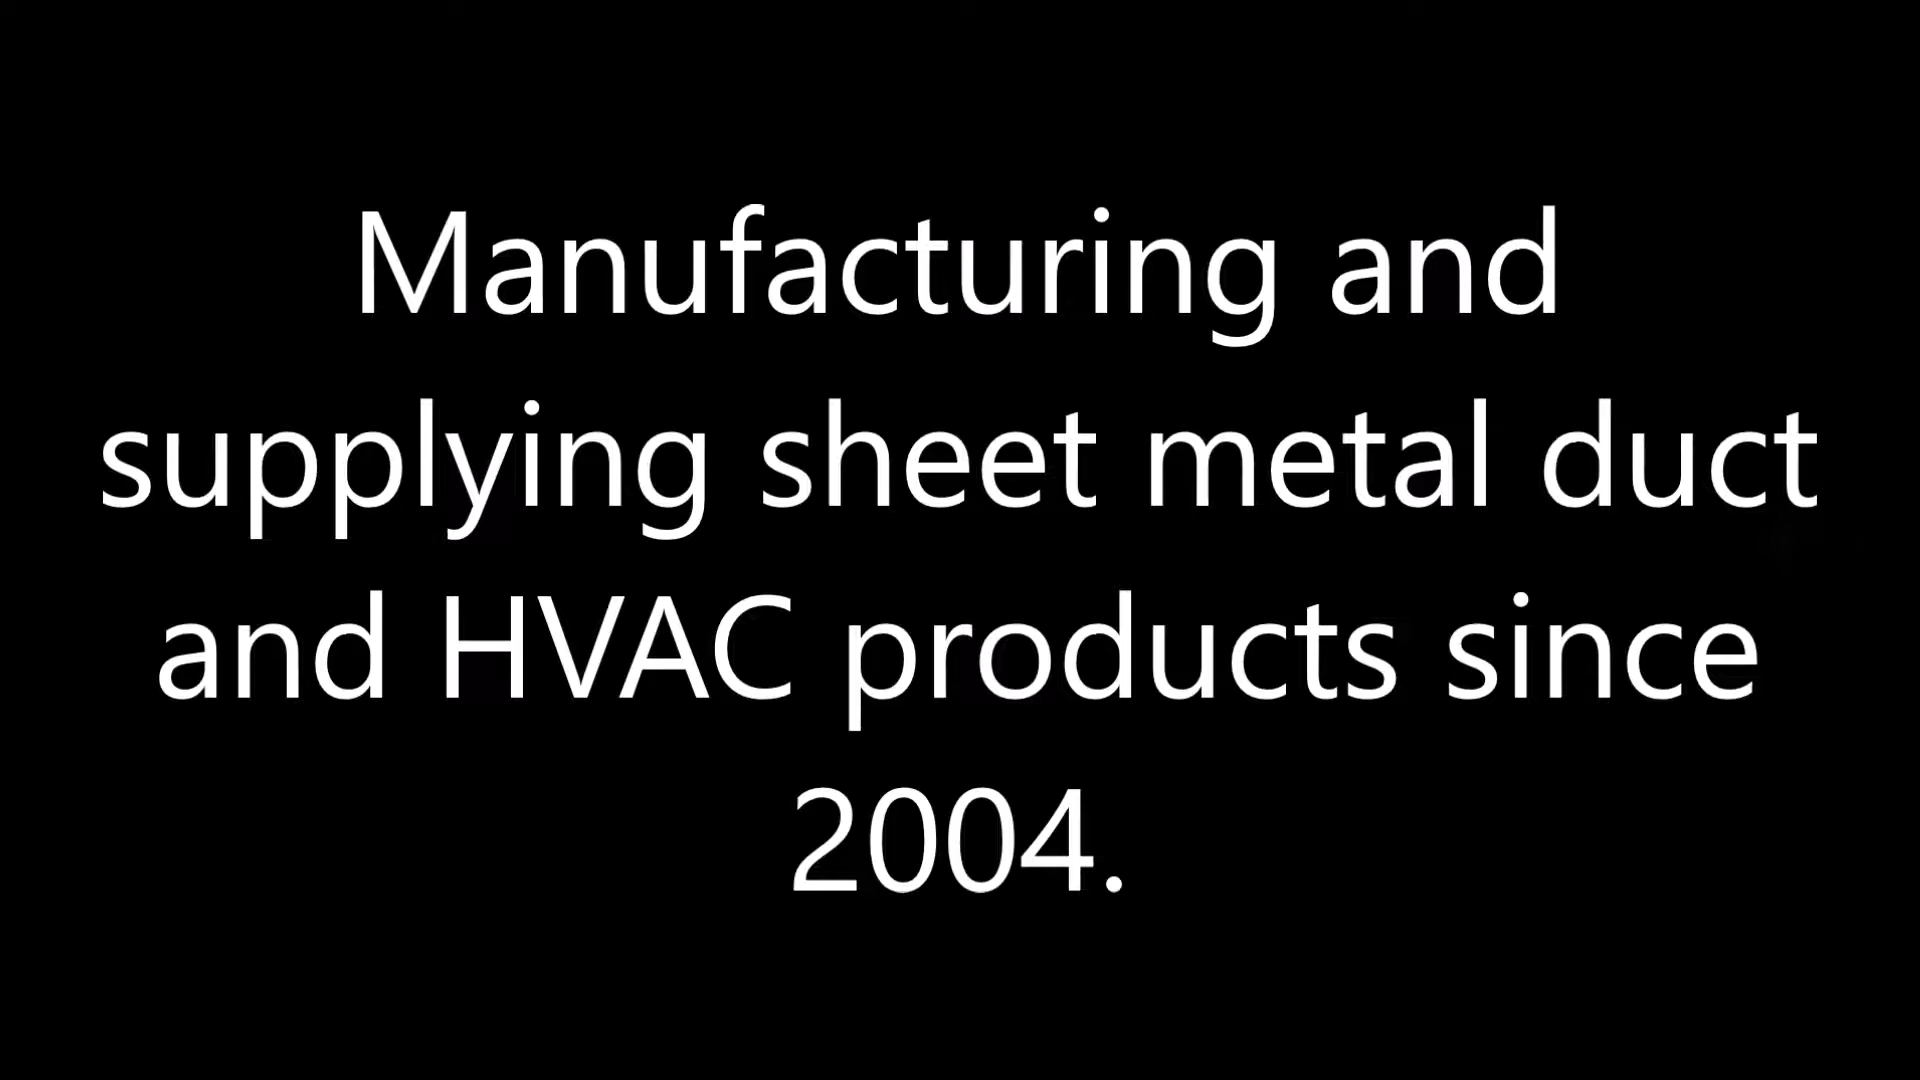 Manufacturing and
supplying sheet metal duct
and HVAC products since
2004.